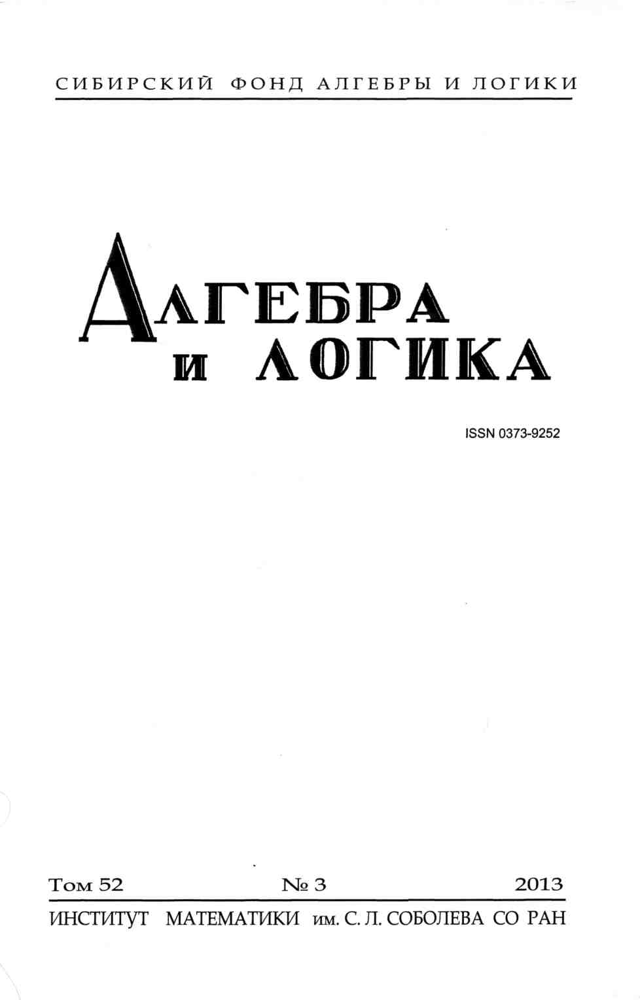 СИБИРСКИЙ ФОНД АЛГЕБРЫ И ЛОГИКИ
АЛГЕБРА
И ЛОГИКА
ISSN 0373-9252
Том 52 № 3 2013
ИНСТИТУТ МАТЕМАТИКИ им. С. Л. СОБОЛЕВА СО РАН